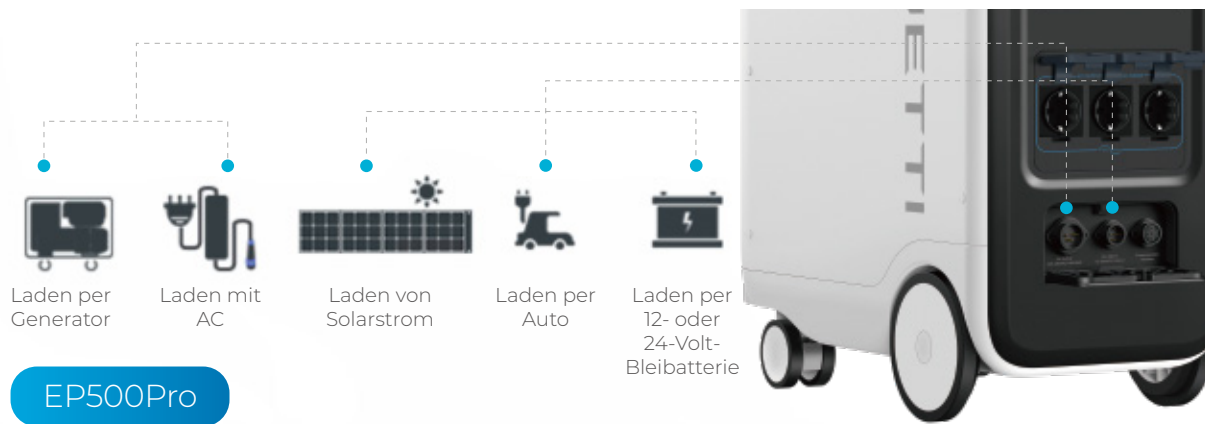 Laden per
Generator
Laden mit
AC
Laden von
Solarstrom
Laden per
Auto
Laden per
12- oder
24-Volt-
Bleibatterie
EP500Pro
ETTI